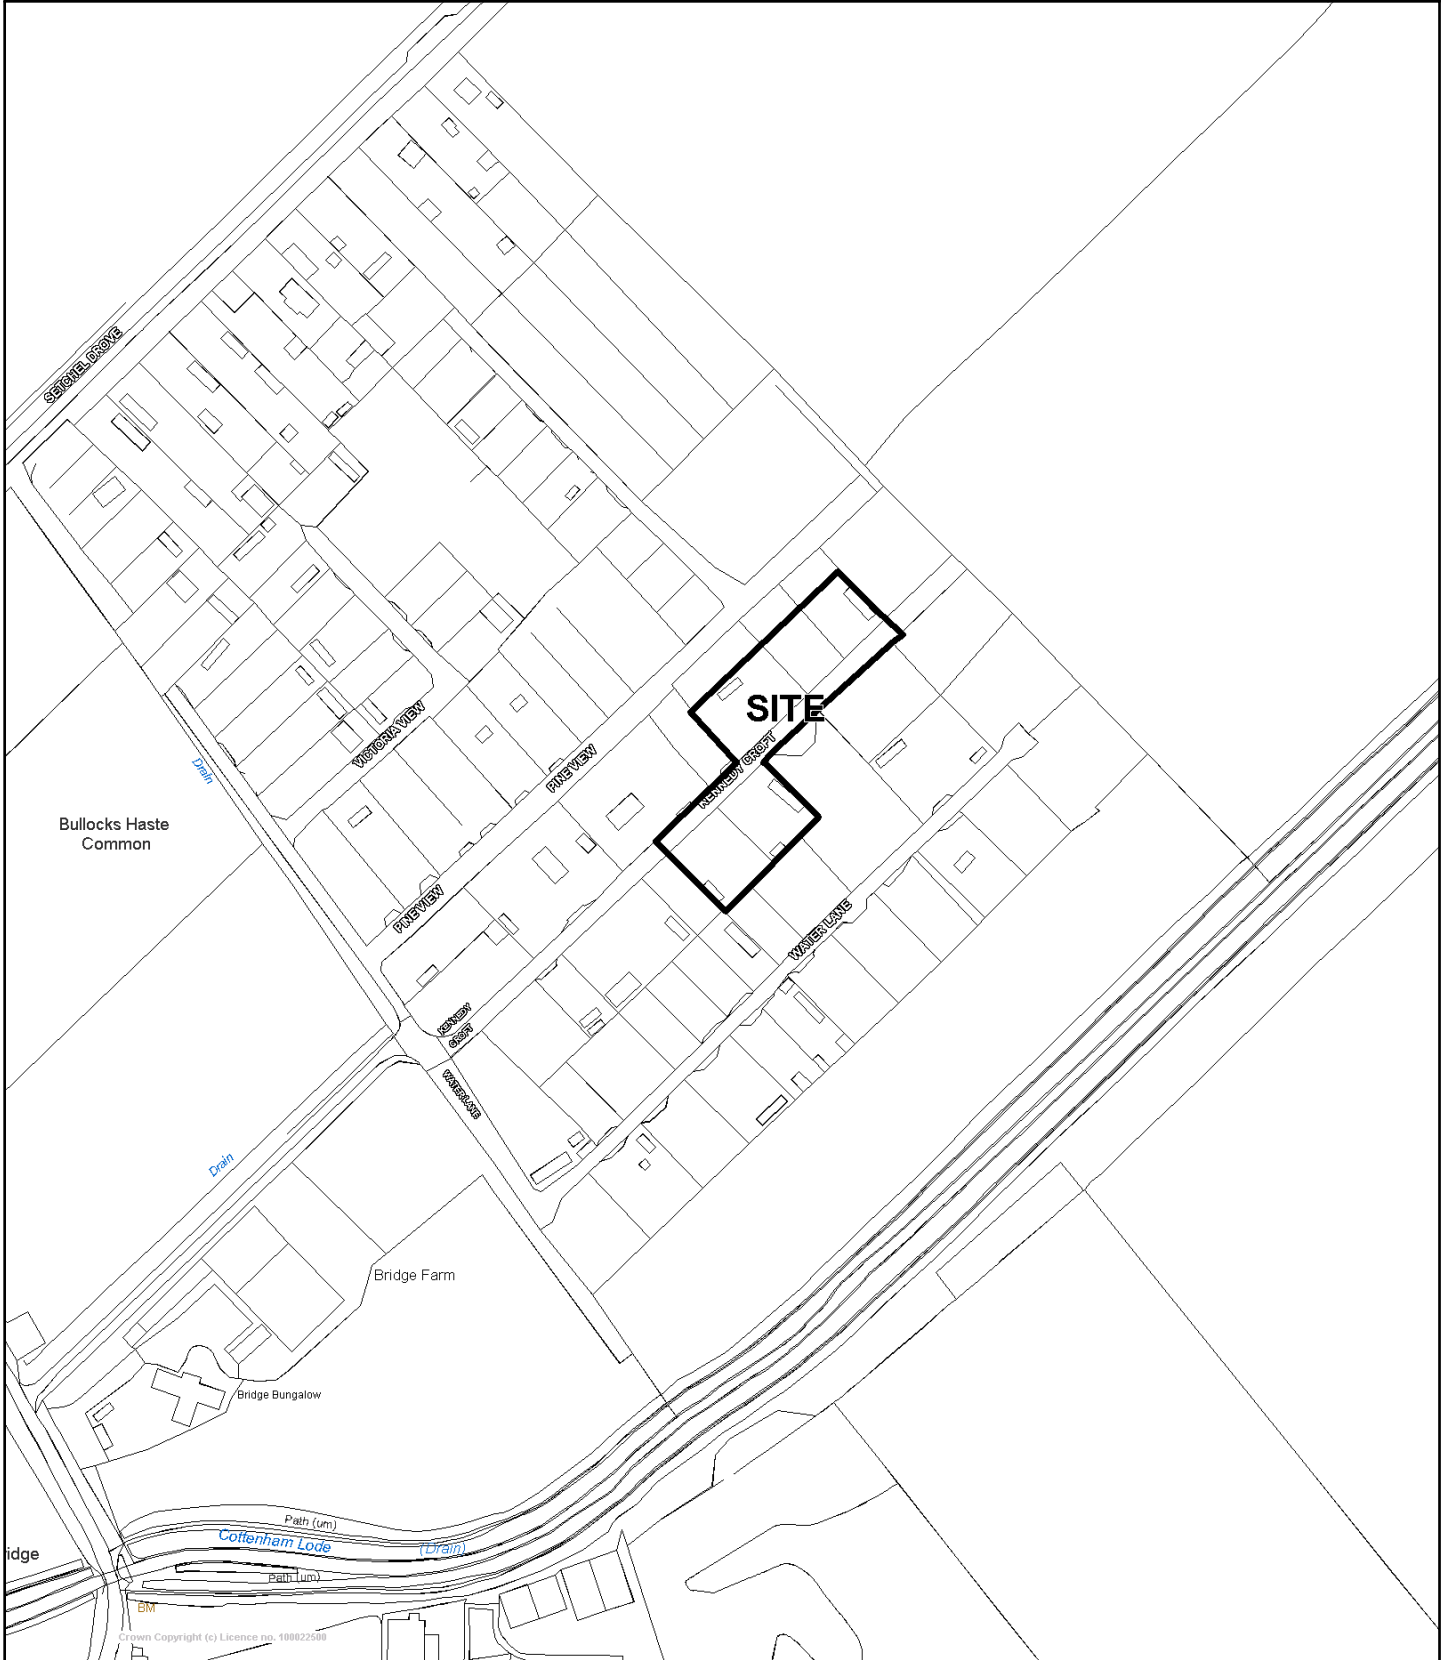 SETCHEL DROVE
SITE
VICTORIA VIEW
PINE VIEW
KENNEDY CROFT
Drain
Bullocks Haste
Common
PINE VIEW
WATER LANE
KENNEDY
CROFT
WATER LANE
Drain
Bridge Farm
Bridge Bungalow
Path (um)
Cottenham Lode
(Drain)
idge
Path (um)
BM
Crown Copyright (c) Licence no. 100022500